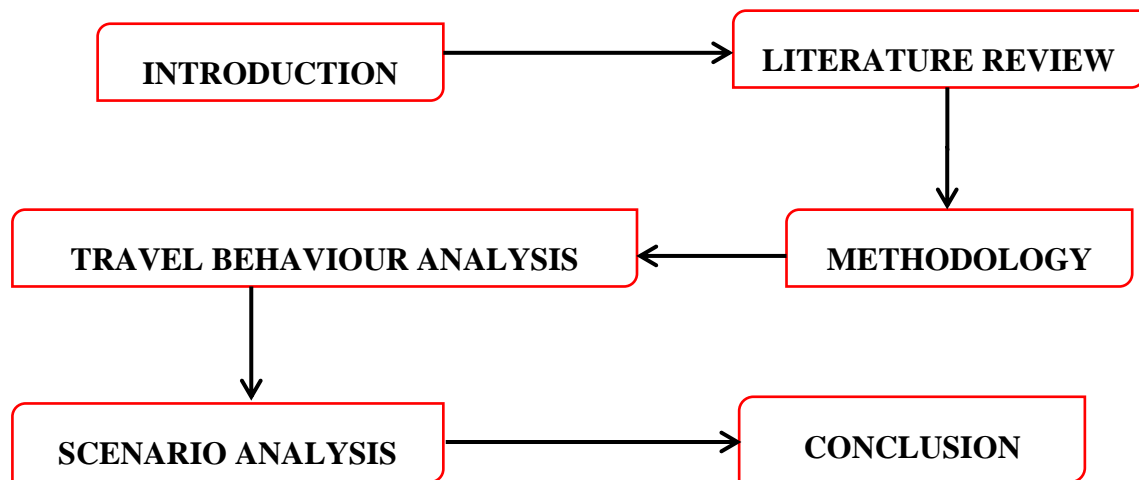 INTRODUCTION
LITERATURE REVIEW
METHODOLOGY
TRAVEL BEHAVIOUR ANALYSIS
SCENARIO ANALYSIS
CONCLUSION